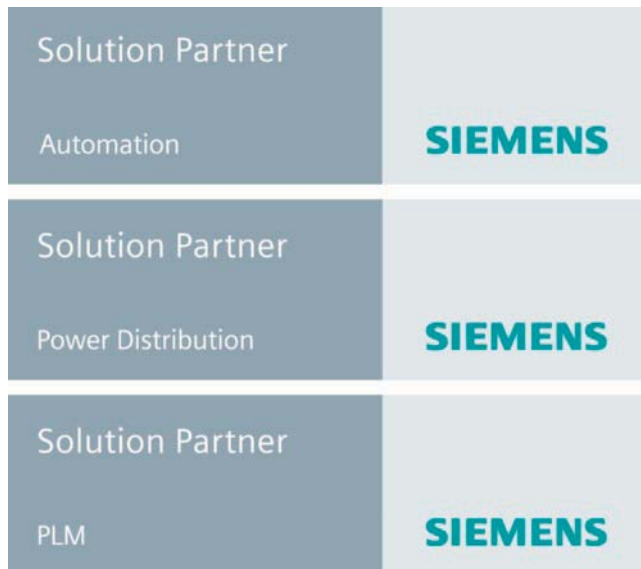 Solution Partner
Automation
SIEMENS
Solution Partner
Power Distribution
SIEMENS
Solution Partner
PLM
SIEMENS